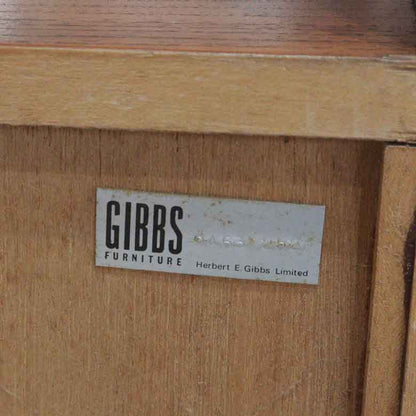 GIBBS
FURNITURE
Herbert E. Gibbs Limited